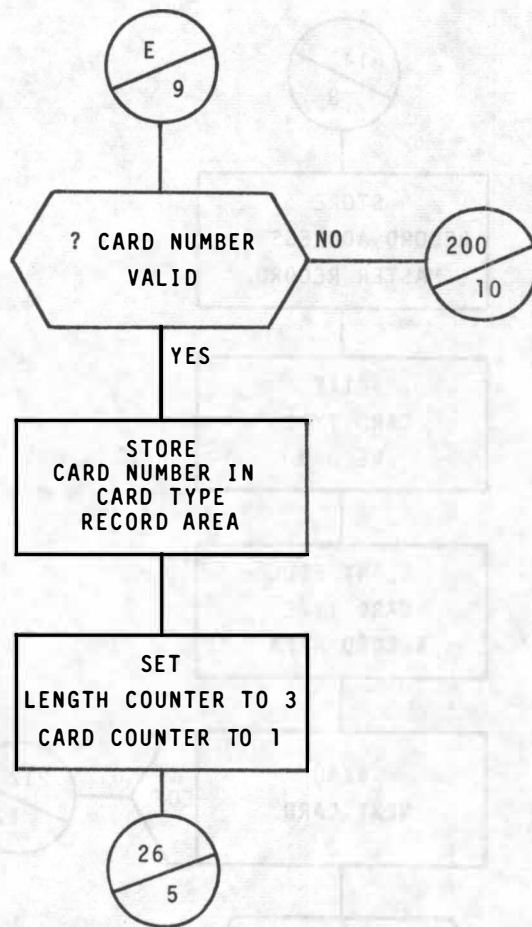 E
9
? CARD NUMBER
VALID
NO
200
10
YES
STORE
CARD NUMBER IN
CARD TYPE
RECORD AREA
SET
LENGTH COUNTER TO 3
CARD COUNTER TO 1
26
5